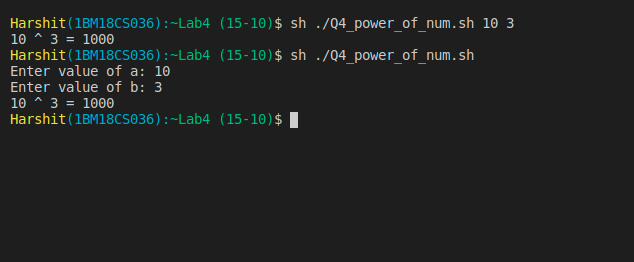 Harshit(1BM18CS036):~Lab4 (15-10)$ sh ./Q4_power_of_num.sh 10 3
10 ^ 3 = 1000
Harshit(1BM18CS036):~Lab4 (15-10)$ sh ./Q4_power_of_num.sh
Enter value of a: 10
Enter value of b: 3
10 ^ 3 = 1000
Harshit(1BM18CS036):~Lab4 (15-10)$